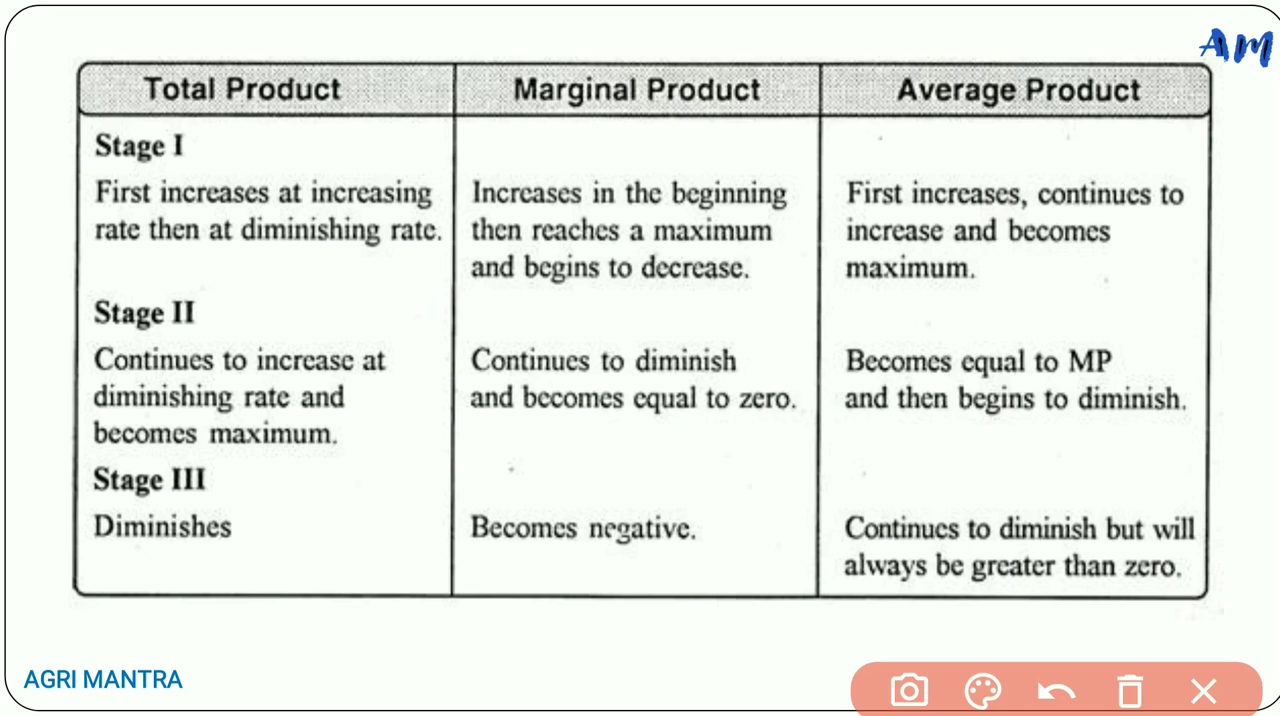 AM
Total Product Marginal Product Average Product
Stage I
First increases at increasing
rate then at diminishing rate.
Increases in the beginning
then reaches a maximum
and begins to decrease.
First increases, continues to
increase and becomes
maximum.
Stage II
Continues to increase at
diminishing rate and
becomes maximum.
Continues to diminish
and becomes equal to zero.
Becomes equal to MP
and then begins to diminish.
Stage III
Diminishes
Becomes negative.
Continues to diminish but will
always be greater than zero.
AGRI MANTRA